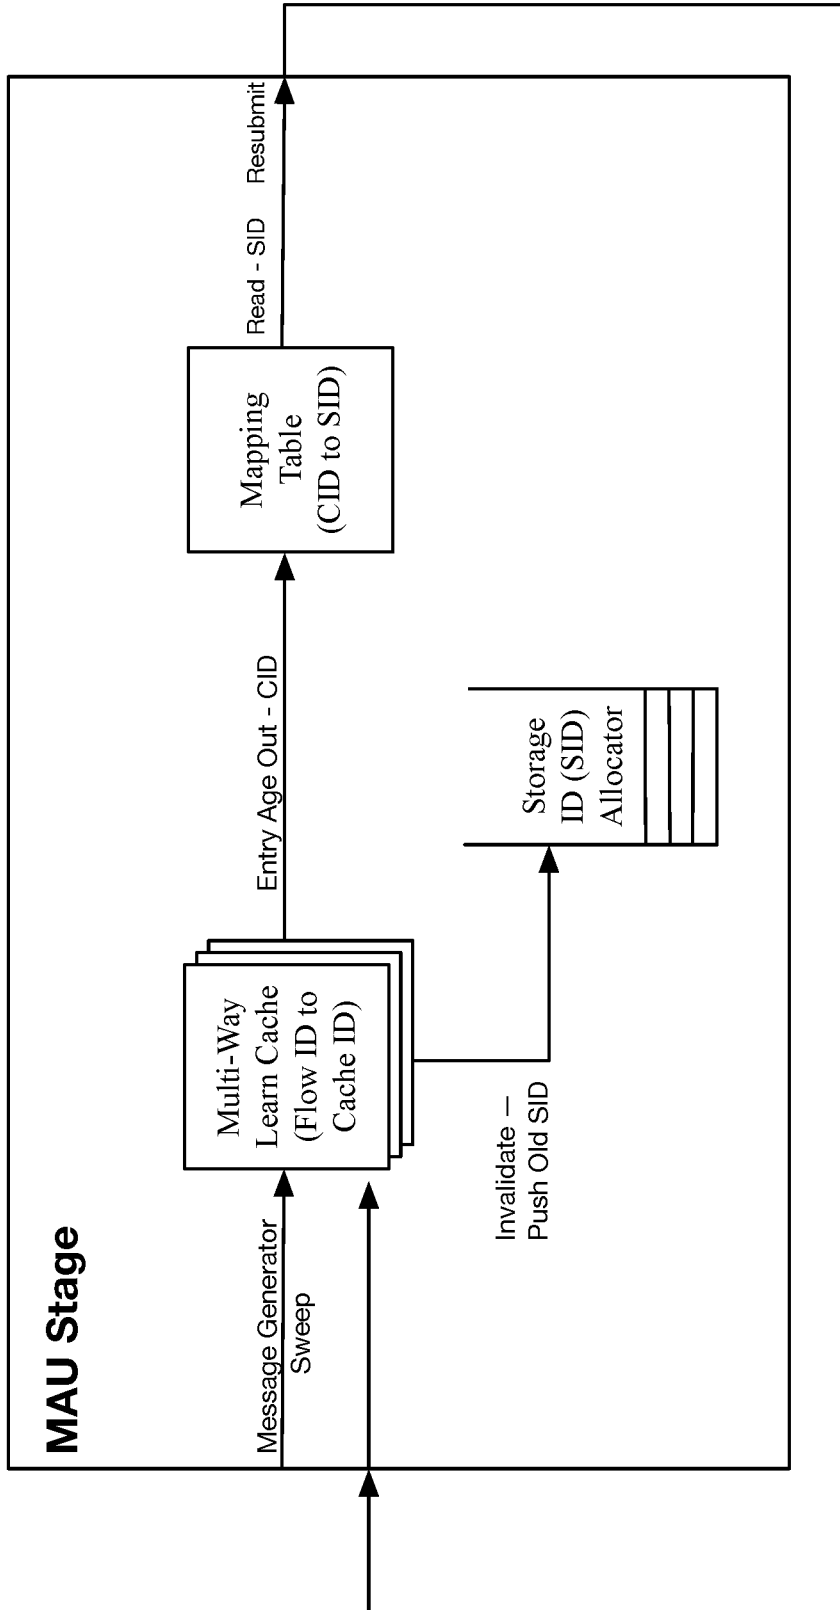 MAU Stage
Message Generator
Sweep
Multi-Way
Learn Cache
(Flow ID to
Cache ID)
Entry Age Out - CID
Mapping
Table
(CID to SID)
Read - SID Resubmit
Invalidate —
Push Old SID
Storage
ID (SID)
Allocator